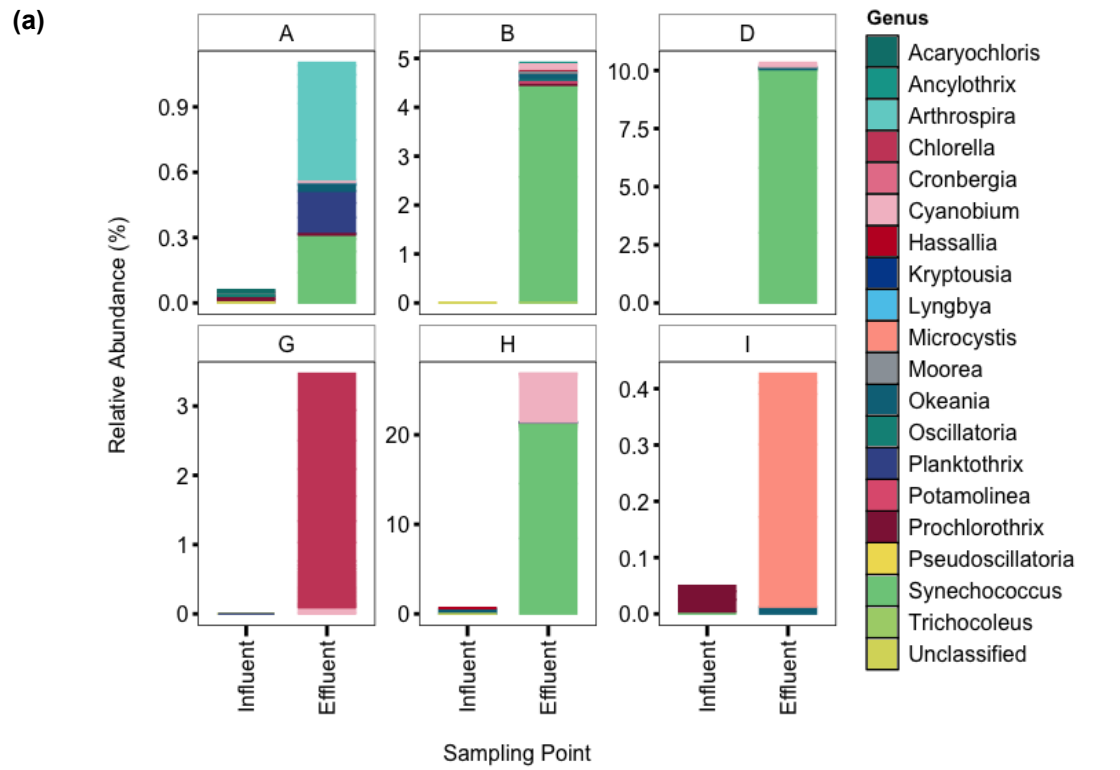 (a)
A
B
D
0.9
0.6
0.3
0.0
5
4
3
2
1
0
10.0
7.5
5.0
2.5
0.0
G
H
I
3
2
1
0
20
10
0
0.4
0.3
0.2
0.1
0.0
Relative Abundance (%)
Influent
Effluent
Influent
Effluent
Influent
Effluent
Sampling Point
Genus
Acaryochloris
Ancylothrix
Arthrospira
Chlorella
Cronbergia
Cyanobium
Hassallia
Kryptousia
Lyngbya
Microcystis
Moorea
Okeania
Oscillatoria
Planktothrix
Potamolinea
Prochlorothrix
Pseudoscillatoria
Synechococcus
Trichocoleus
Unclassified